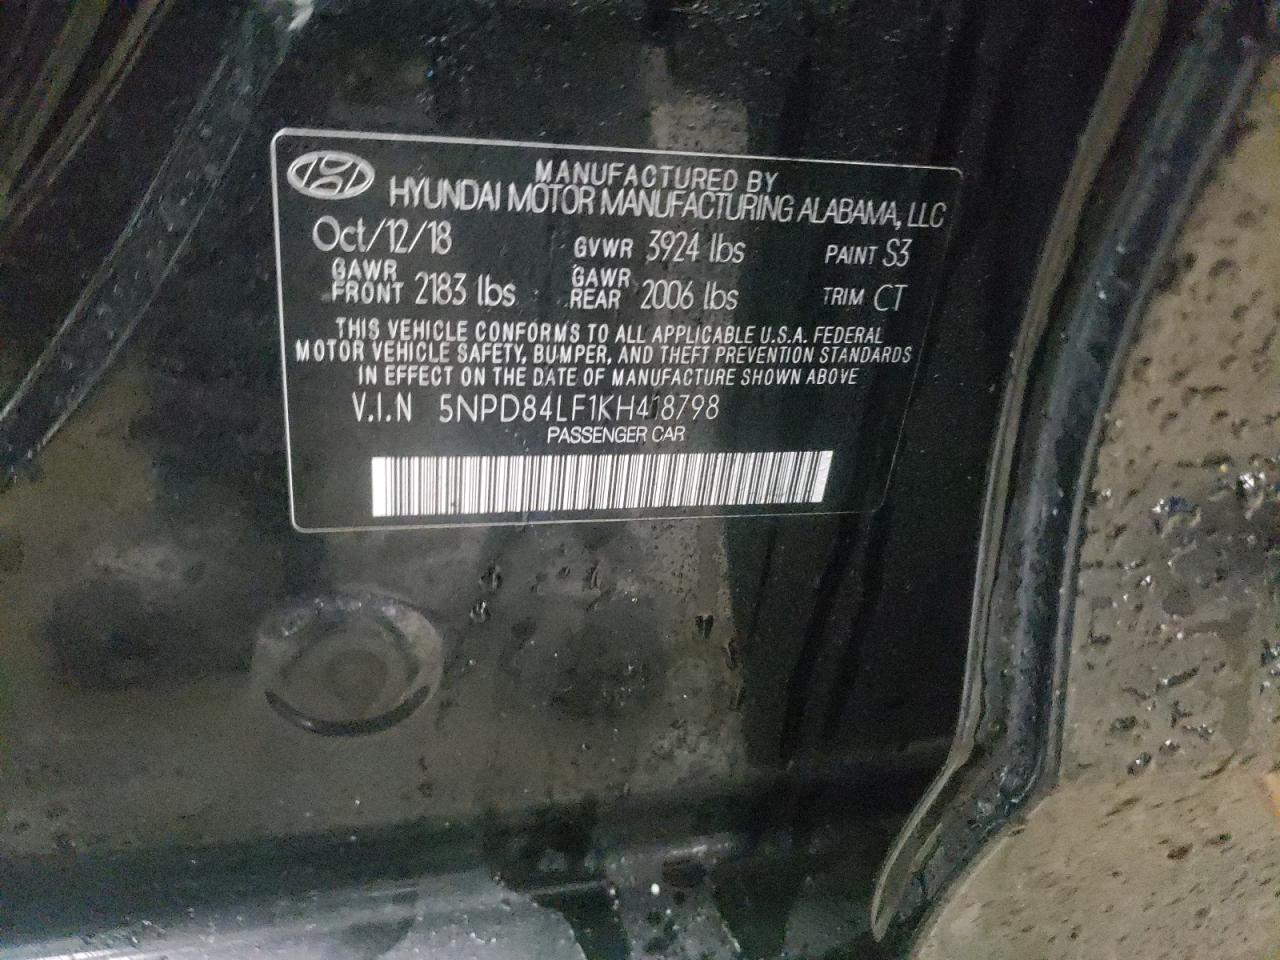 MANUFACTURED BY
HYUNDAI MOTOR MANUFACTURING ALABAMA, LLC
Oct/12/18 GVWR 3924 lbs PAINT S3
GAWR FRONT 2183 lbs GAWR REAR 2006 lbs TRIM CT
THIS VEHICLE CONFORMS TO ALL APPLICABLE U.S.A. FEDERAL
MOTOR VEHICLE SAFETY, BUMPER, AND THEFT PREVENTION STANDARDS
IN EFFECT ON THE DATE OF MANUFACTURE SHOWN ABOVE
V.I.N 5NPD84LF1KH418798
PASSENGER CAR